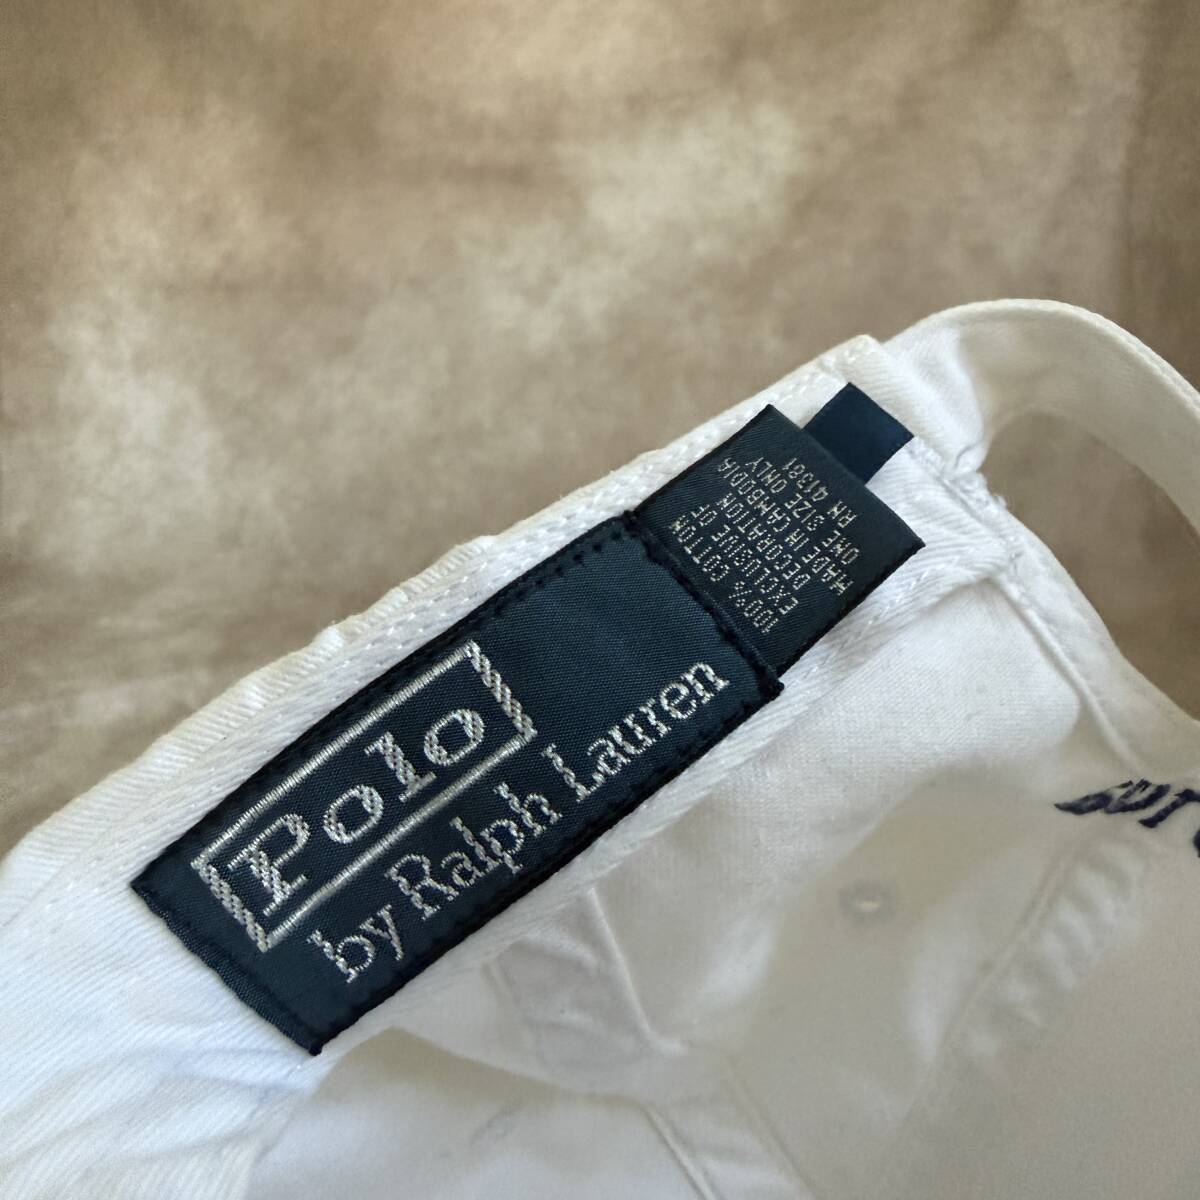 Polo
by Ralph Lauren
100% COTTON
EXCLUSIVE OF
DECORATION
MADE IN CAMBODIA
ONE SIZE ONLY
RN 41381